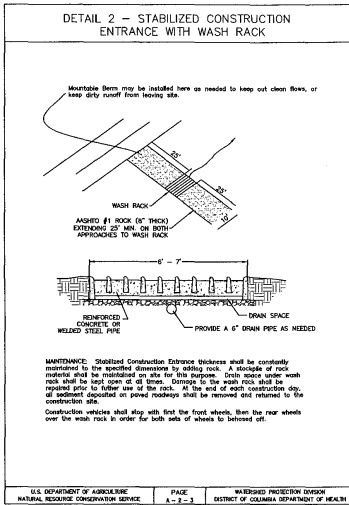 DETAIL 2 - STABILIZED CONSTRUCTION
ENTRANCE WITH WASH RACK
Mountable Berm may be installed here as needed to keep out clean flows, or
keep dirty runoff from leaving site.
25'
25'
10'
WASH RACK
AASHTO #1 ROCK (6" THICK)
EXTENDING 25' MIN. ON BOTH
APPROACHES TO WASH RACK
6' - 7'
DRAIN SPACE
REINFORCED
CONCRETE OR
WELDED STEEL PIPE
PROVIDE A 6" DRAIN PIPE AS NEEDED
MAINTENANCE: Stabilized Construction Entrance thickness shall be constantly
maintained to the specified dimensions by adding rock. A stockpile of rock
material shall be maintained on site for this purpose. Drain space under wash
rack shall be kept open at all times. Damage to the wash rack shall be
repaired prior to futher use of the rack. At the end of each construction day,
all sediment deposited on paved roadways shall be removed and returned to the
construction site.
Construction vehicles shall stop with first the front wheels, then the rear wheels
over the wash rack in order for both sets of wheels to behosed off.
U.S. DEPARTMENT OF AGRICULTURE
NATURAL RESOURCE CONSERVATION SERVICE
PAGE
A - 2 - 3
WATERSHED PROTECTION DIVISION
DISTRICT OF COLUMBIA DEPARTMENT OF HEALTH